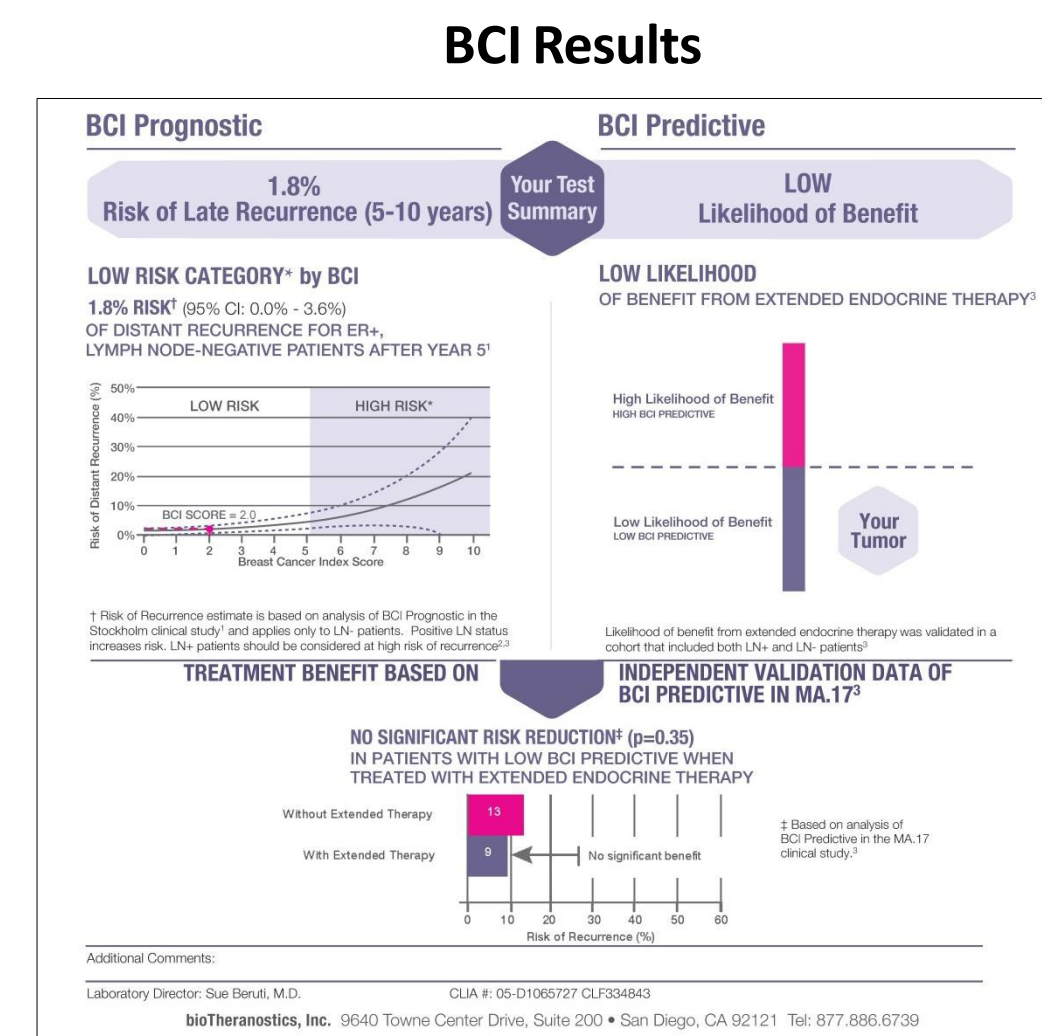 BCI Results
BCI Prognostic
BCI Predictive
1.8%
Risk of Late Recurrence (5-10 years)
Your Test
Summary
LOW
Likelihood of Benefit
LOW RISK CATEGORY* by BCI
1.8% RISK† (95% CI: 0.0% - 3.6%)
OF DISTANT RECURRENCE FOR ER+,
LYMPH NODE-NEGATIVE PATIENTS AFTER YEAR 5¹
Risk of Distant Recurrence (%)
50%
40%
30%
20%
10%
0%
LOW RISK
HIGH RISK*
BCI SCORE = 2.0
0 1 2 3 4 5 6 7 8 9 10
Breast Cancer Index Score
† Risk of Recurrence estimate is based on analysis of BCI Prognostic in the
Stockholm clinical study¹ and applies only to LN- patients. Positive LN status
increases risk. LN+ patients should be considered at high risk of recurrence²,³
LOW LIKELIHOOD
OF BENEFIT FROM EXTENDED ENDOCRINE THERAPY³
High Likelihood of Benefit
HIGH BCI PREDICTIVE
Low Likelihood of Benefit
LOW BCI PREDICTIVE
Your
Tumor
Likelihood of benefit from extended endocrine therapy was validated in a
cohort that included both LN+ and LN- patients³
TREATMENT BENEFIT BASED ON
INDEPENDENT VALIDATION DATA OF
BCI PREDICTIVE IN MA.17³
NO SIGNIFICANT RISK REDUCTION‡ (p=0.35)
IN PATIENTS WITH LOW BCI PREDICTIVE WHEN
TREATED WITH EXTENDED ENDOCRINE THERAPY
Without Extended Therapy
13
With Extended Therapy
9
No significant benefit
0 10 20 30 40 50 60
Risk of Recurrence (%)
‡ Based on analysis of
BCI Predictive in the MA.17
clinical study.³
Additional Comments:
Laboratory Director: Sue Beruti, M.D.
CLIA #: 05-D1065727 CLF334843
bioTheranostics, Inc. 9640 Towne Center Drive, Suite 200 • San Diego, CA 92121 Tel: 877.886.6739